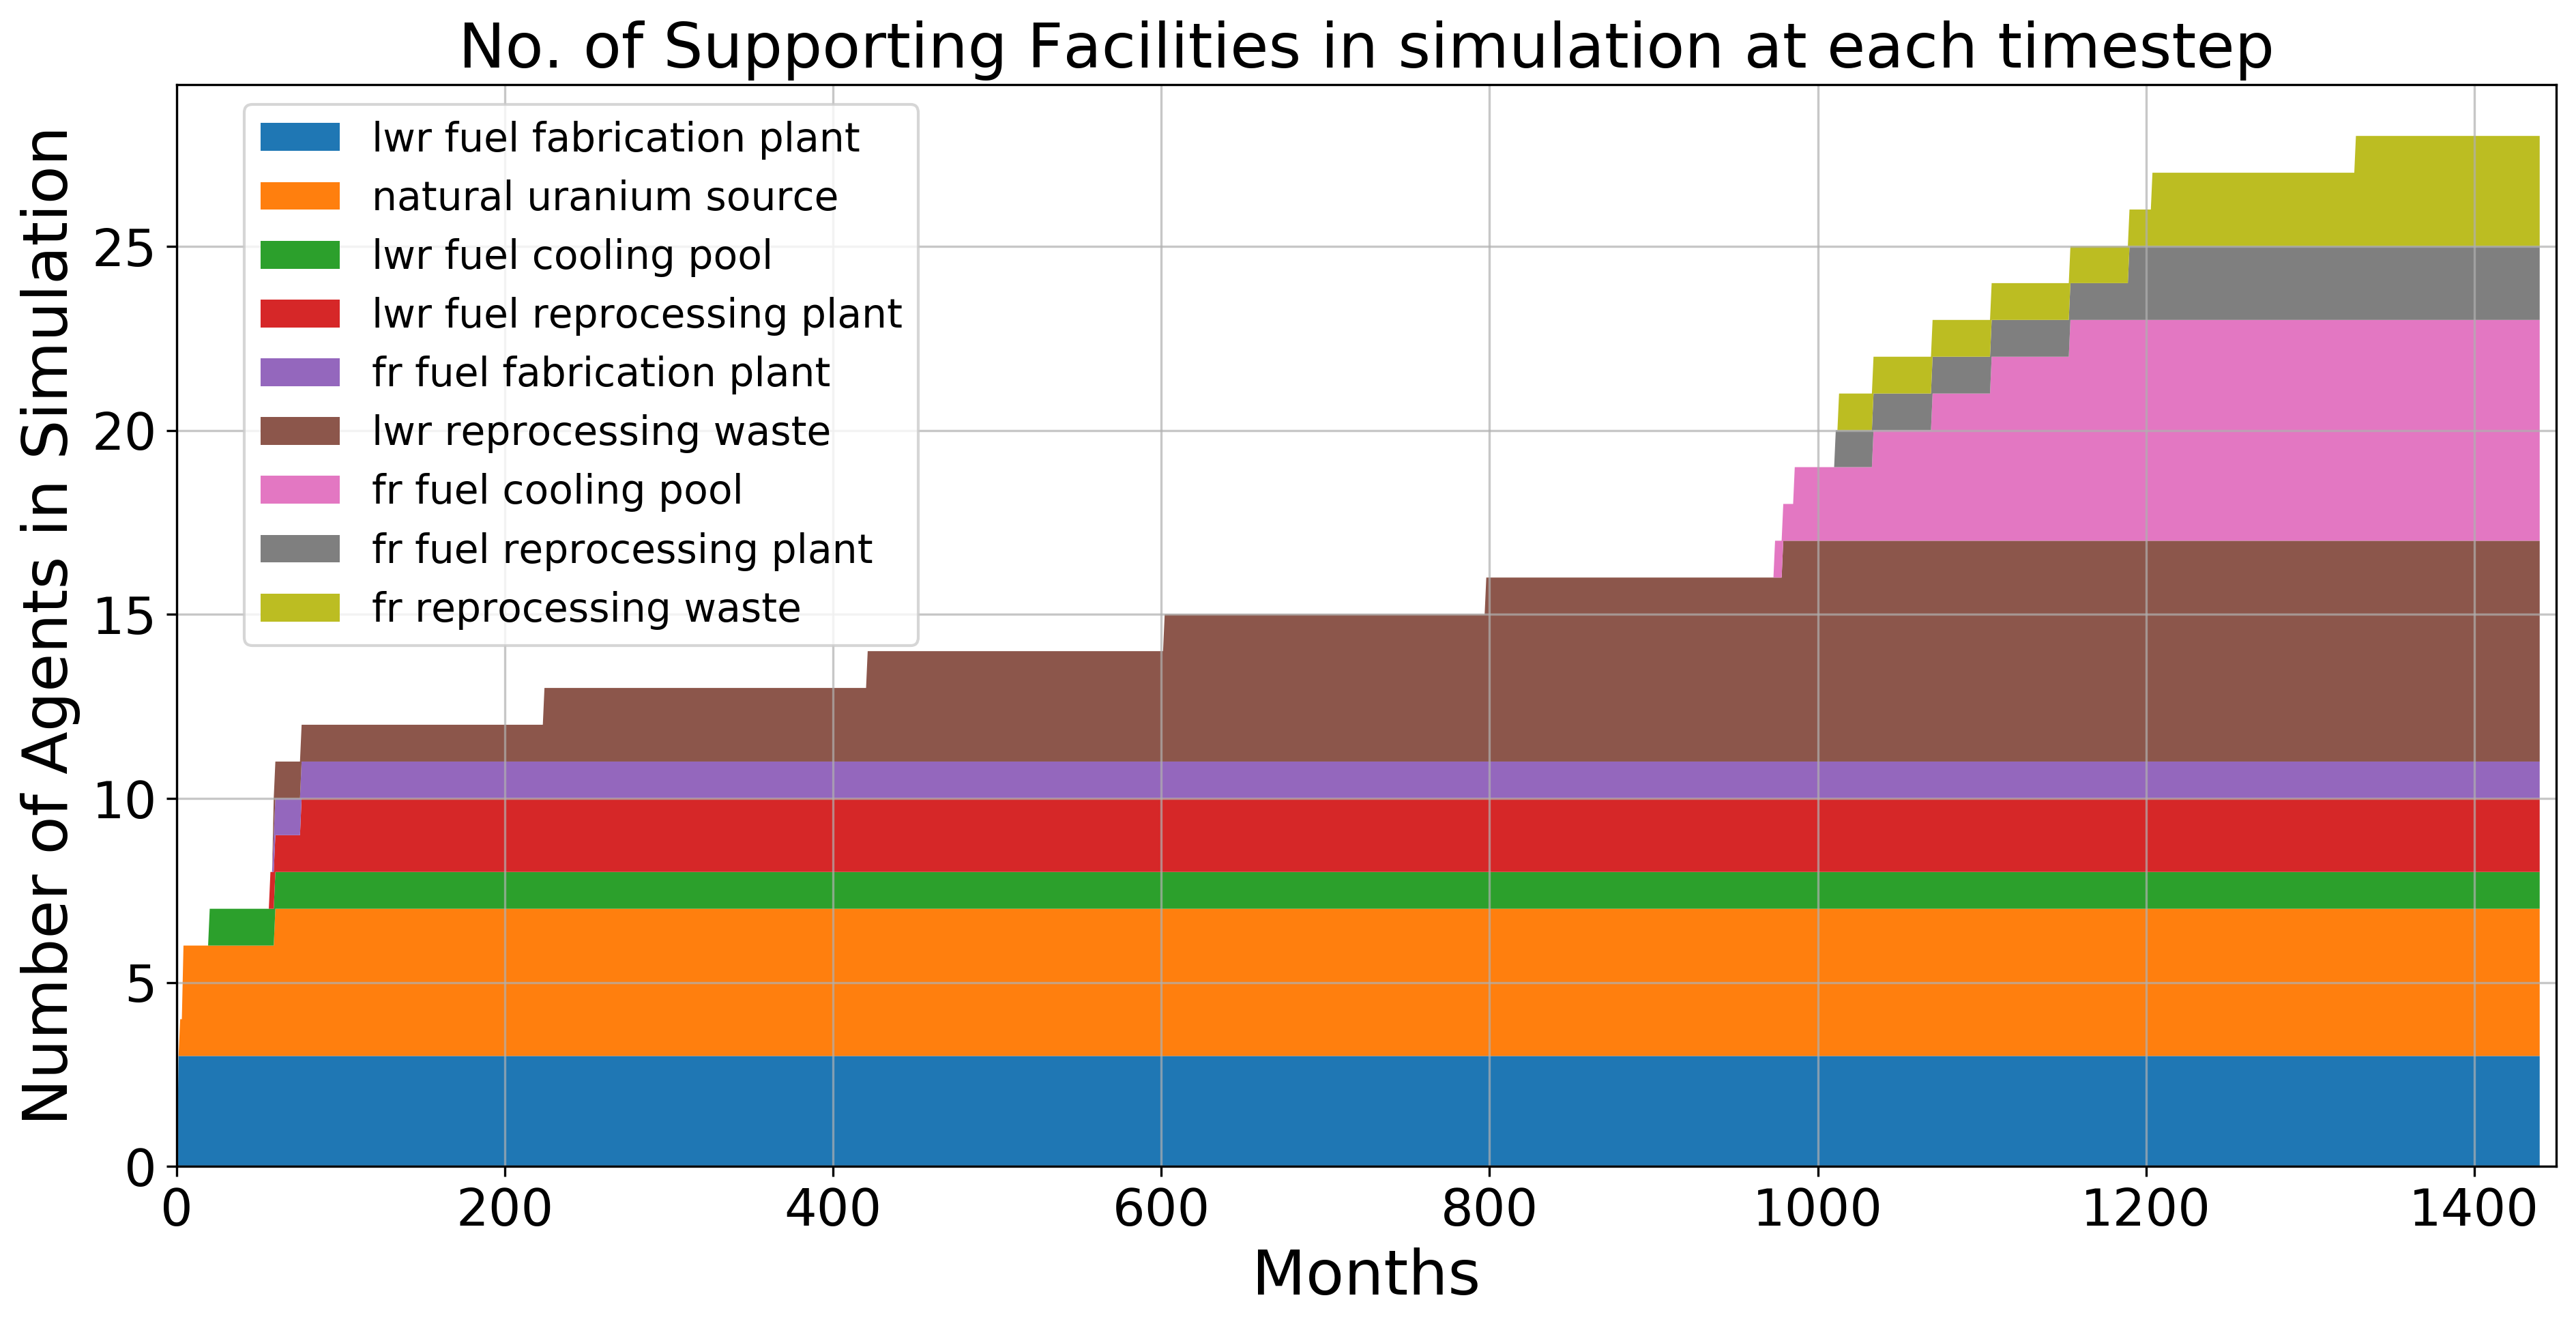 No. of Supporting Facilities in simulation at each timestep
Number of Agents in Simulation
25
20
15
10
5
0
lwr fuel fabrication plant
natural uranium source
lwr fuel cooling pool
lwr fuel reprocessing plant
fr fuel fabrication plant
lwr reprocessing waste
fr fuel cooling pool
fr fuel reprocessing plant
fr reprocessing waste
0 200 400 600 800 1000 1200 1400
Months